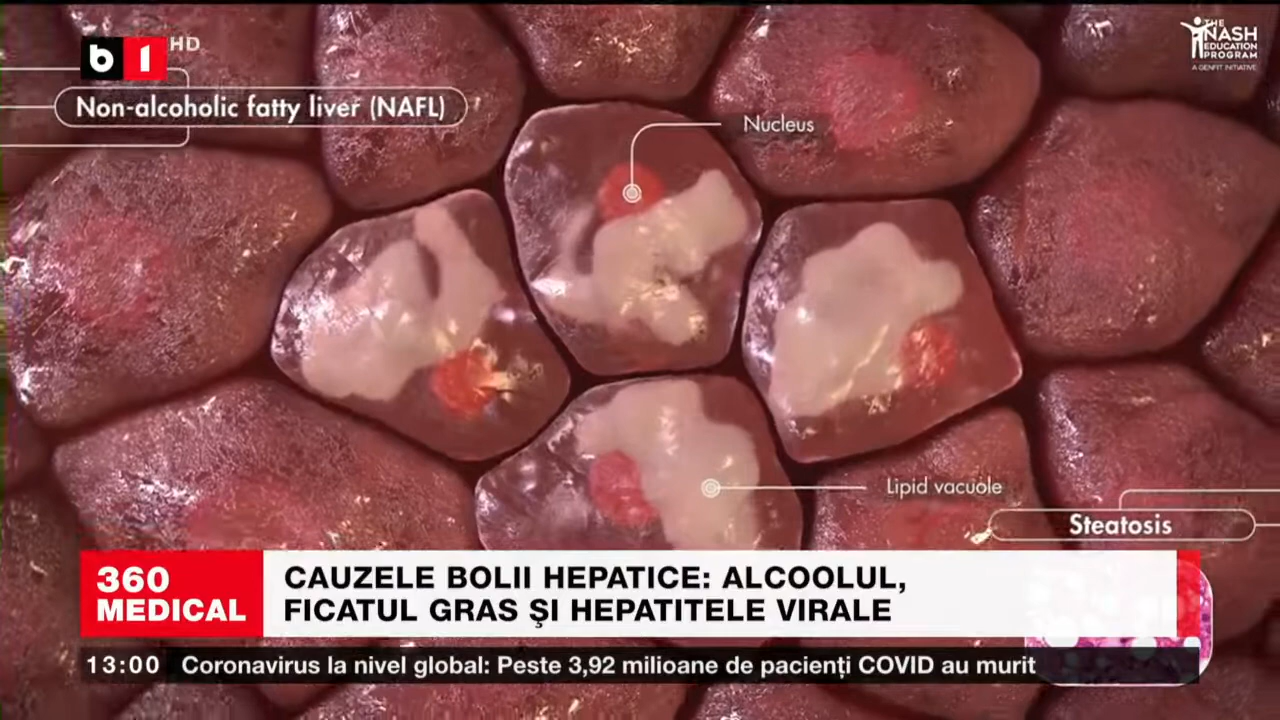 b1 HD
THE
NASH
EDUCATION
PROGRAM
A GENFIT INITIATIVE
Non-alcoholic fatty liver (NAFL)
Nucleus
Lipid vacuole
Steatosis
360
MEDICAL
CAUZELE BOLII HEPATICE: ALCOOLUL,
FICATUL GRAS ŞI HEPATITELE VIRALE
13:00 Coronavirus la nivel global: Peste 3,92 milioane de pacienți COVID au murit